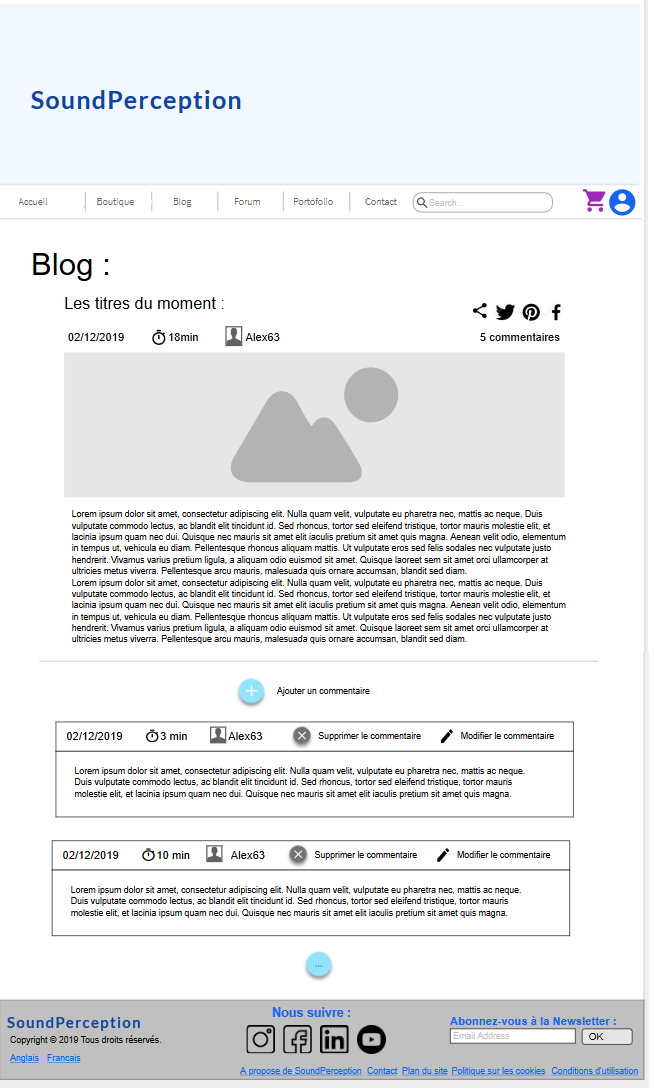 SoundPerception
Accueil Boutique Blog Forum Portofolio Contact Search...
Blog :
Les titres du moment :
02/12/2019 18min Alex63 5 commentaires
Lorem ipsum dolor sit amet, consectetur adipiscing elit. Nulla quam velit, vulputate eu pharetra nec, mattis ac neque. Duis
vulputate commodo lectus, ac blandit elit tincidunt id. Sed rhoncus, tortor sed eleifend tristique, tortor mauris molestie elit, et
lacinia ipsum quam nec dui. Quisque nec mauris sit amet elit iaculis pretium sit amet quis magna. Aenean velit odio, elementum
in tempus ut, vehicula eu diam. Pellentesque rhoncus aliquam mattis. Ut vulputate eros sed felis sodales nec vulputate justo
hendrerit. Vivamus varius pretium ligula, a aliquam odio euismod sit amet. Quisque laoreet sem sit amet orci ullamcorper at
ultricies metus viverra. Pellentesque arcu mauris, malesuada quis ornare accumsan, blandit sed diam.
Lorem ipsum dolor sit amet, consectetur adipiscing elit. Nulla quam velit, vulputate eu pharetra nec, mattis ac neque. Duis
vulputate commodo lectus, ac blandit elit tincidunt id. Sed rhoncus, tortor sed eleifend tristique, tortor mauris molestie elit, et
lacinia ipsum quam nec dui. Quisque nec mauris sit amet elit iaculis pretium sit amet quis magna. Aenean velit odio, elementum
in tempus ut, vehicula eu diam. Pellentesque rhoncus aliquam mattis. Ut vulputate eros sed felis sodales nec vulputate justo
hendrerit. Vivamus varius pretium ligula, a aliquam odio euismod sit amet. Quisque laoreet sem sit amet orci ullamcorper at
ultricies metus viverra. Pellentesque arcu mauris, malesuada quis ornare accumsan, blandit sed diam.
Ajouter un commentaire
02/12/2019 3 min Alex63 Supprimer le commentaire Modifier le commentaire
Lorem ipsum dolor sit amet, consectetur adipiscing elit. Nulla quam velit, vulputate eu pharetra nec, mattis ac neque.
Duis vulputate commodo lectus, ac blandit elit tincidunt id. Sed rhoncus, tortor sed eleifend tristique, tortor mauris
molestie elit, et lacinia ipsum quam nec dui. Quisque nec mauris sit amet elit iaculis pretium sit amet quis magna.
02/12/2019 10 min Alex63 Supprimer le commentaire Modifier le commentaire
Lorem ipsum dolor sit amet, consectetur adipiscing elit. Nulla quam velit, vulputate eu pharetra nec, mattis ac neque.
Duis vulputate commodo lectus, ac blandit elit tincidunt id. Sed rhoncus, tortor sed eleifend tristique, tortor mauris
molestie elit, et lacinia ipsum quam nec dui. Quisque nec mauris sit amet elit iaculis pretium sit amet quis magna.
...
SoundPerception
Copyright © 2019 Tous droits réservés.
Anglais Francais
Nous suivre :
Abonnez-vous à la Newsletter :
Email Address OK
A propose de SoundPerception Contact Plan du site Politique sur les cookies Conditions d'utilisation